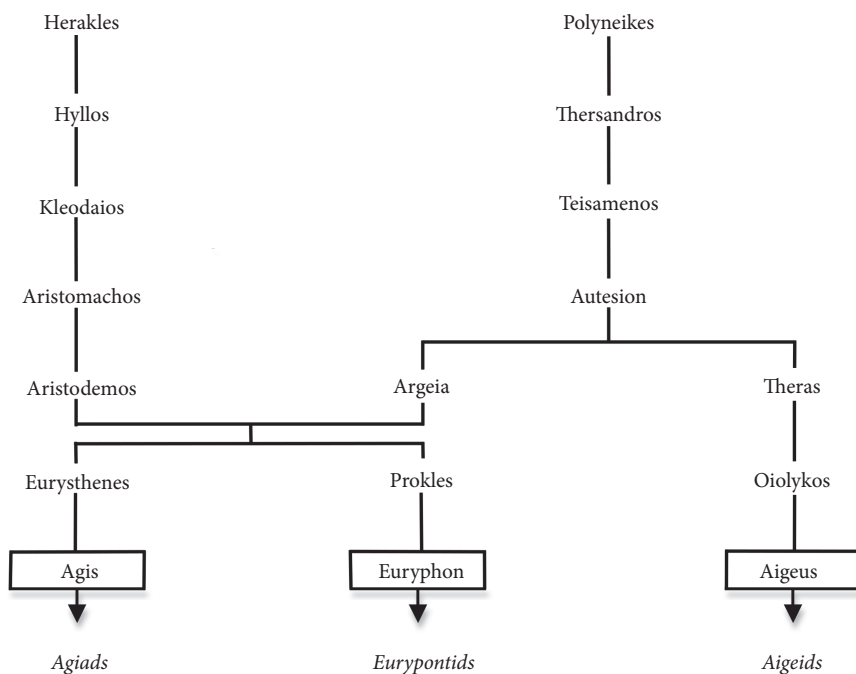 Herakles Polyneikes
Hyllos Thersandros
Kleodaios Teisamenos
Aristomachos Autesion
Aristodemos Argeia Theras
Eurysthenes Prokles Oiolykos
Agis Euryphon Aigeus
Agiads Eurypontids Aigeids